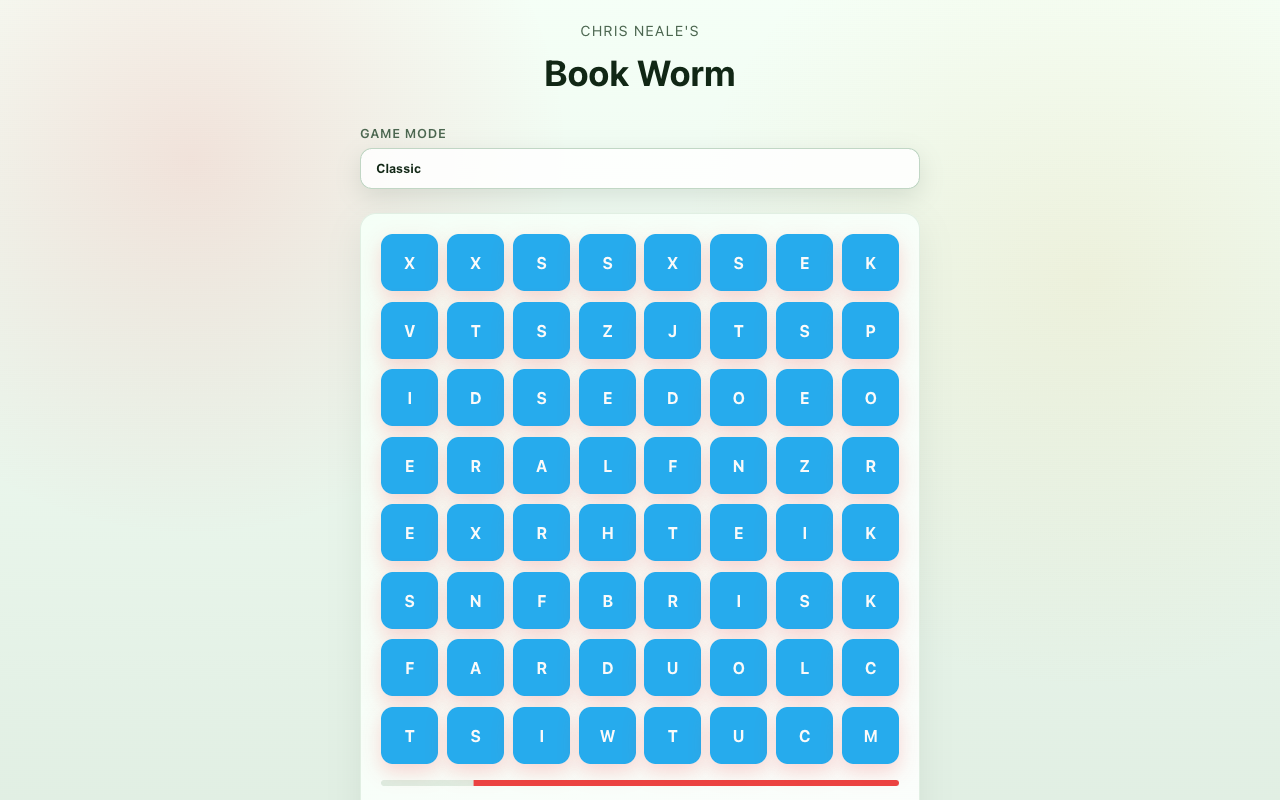 CHRIS NEALE'S
Book Worm
GAME MODE
Classic
X X S S X S E K
V T S Z J T S P
I D S E D O E O
E R A L F N Z R
E X R H T E I K
S N F B R I S K
F A R D U O L C
T S I W T U C M